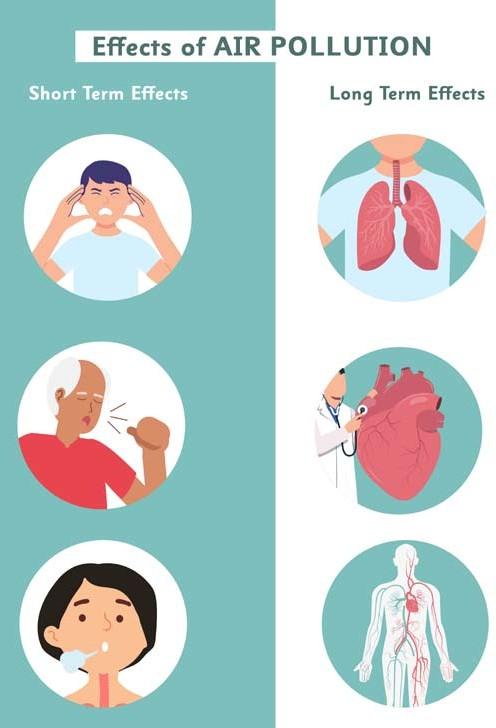 Effects of AIR POLLUTION
Short Term Effects
Long Term Effects